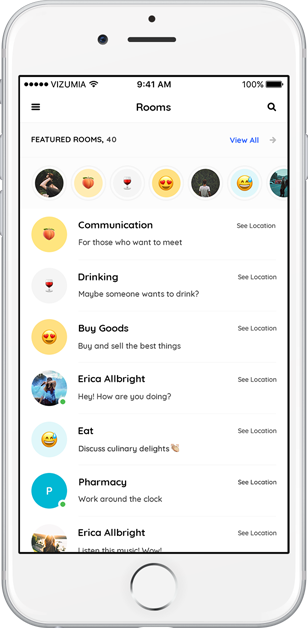 VIZUMIA 9:41 AM 100%
Rooms
FEATURED ROOMS, 40 View All
Communication See Location
For those who want to meet
Drinking See Location
Maybe someone wants to drink?
Buy Goods See Location
Buy and sell the best things
Erica Allbright See Location
Hey! How are you doing?
Eat See Location
Discuss culinary delights 👏🏻
P Pharmacy See Location
Work around the clock
Erica Allbright See Location
Listen this music! Wow!